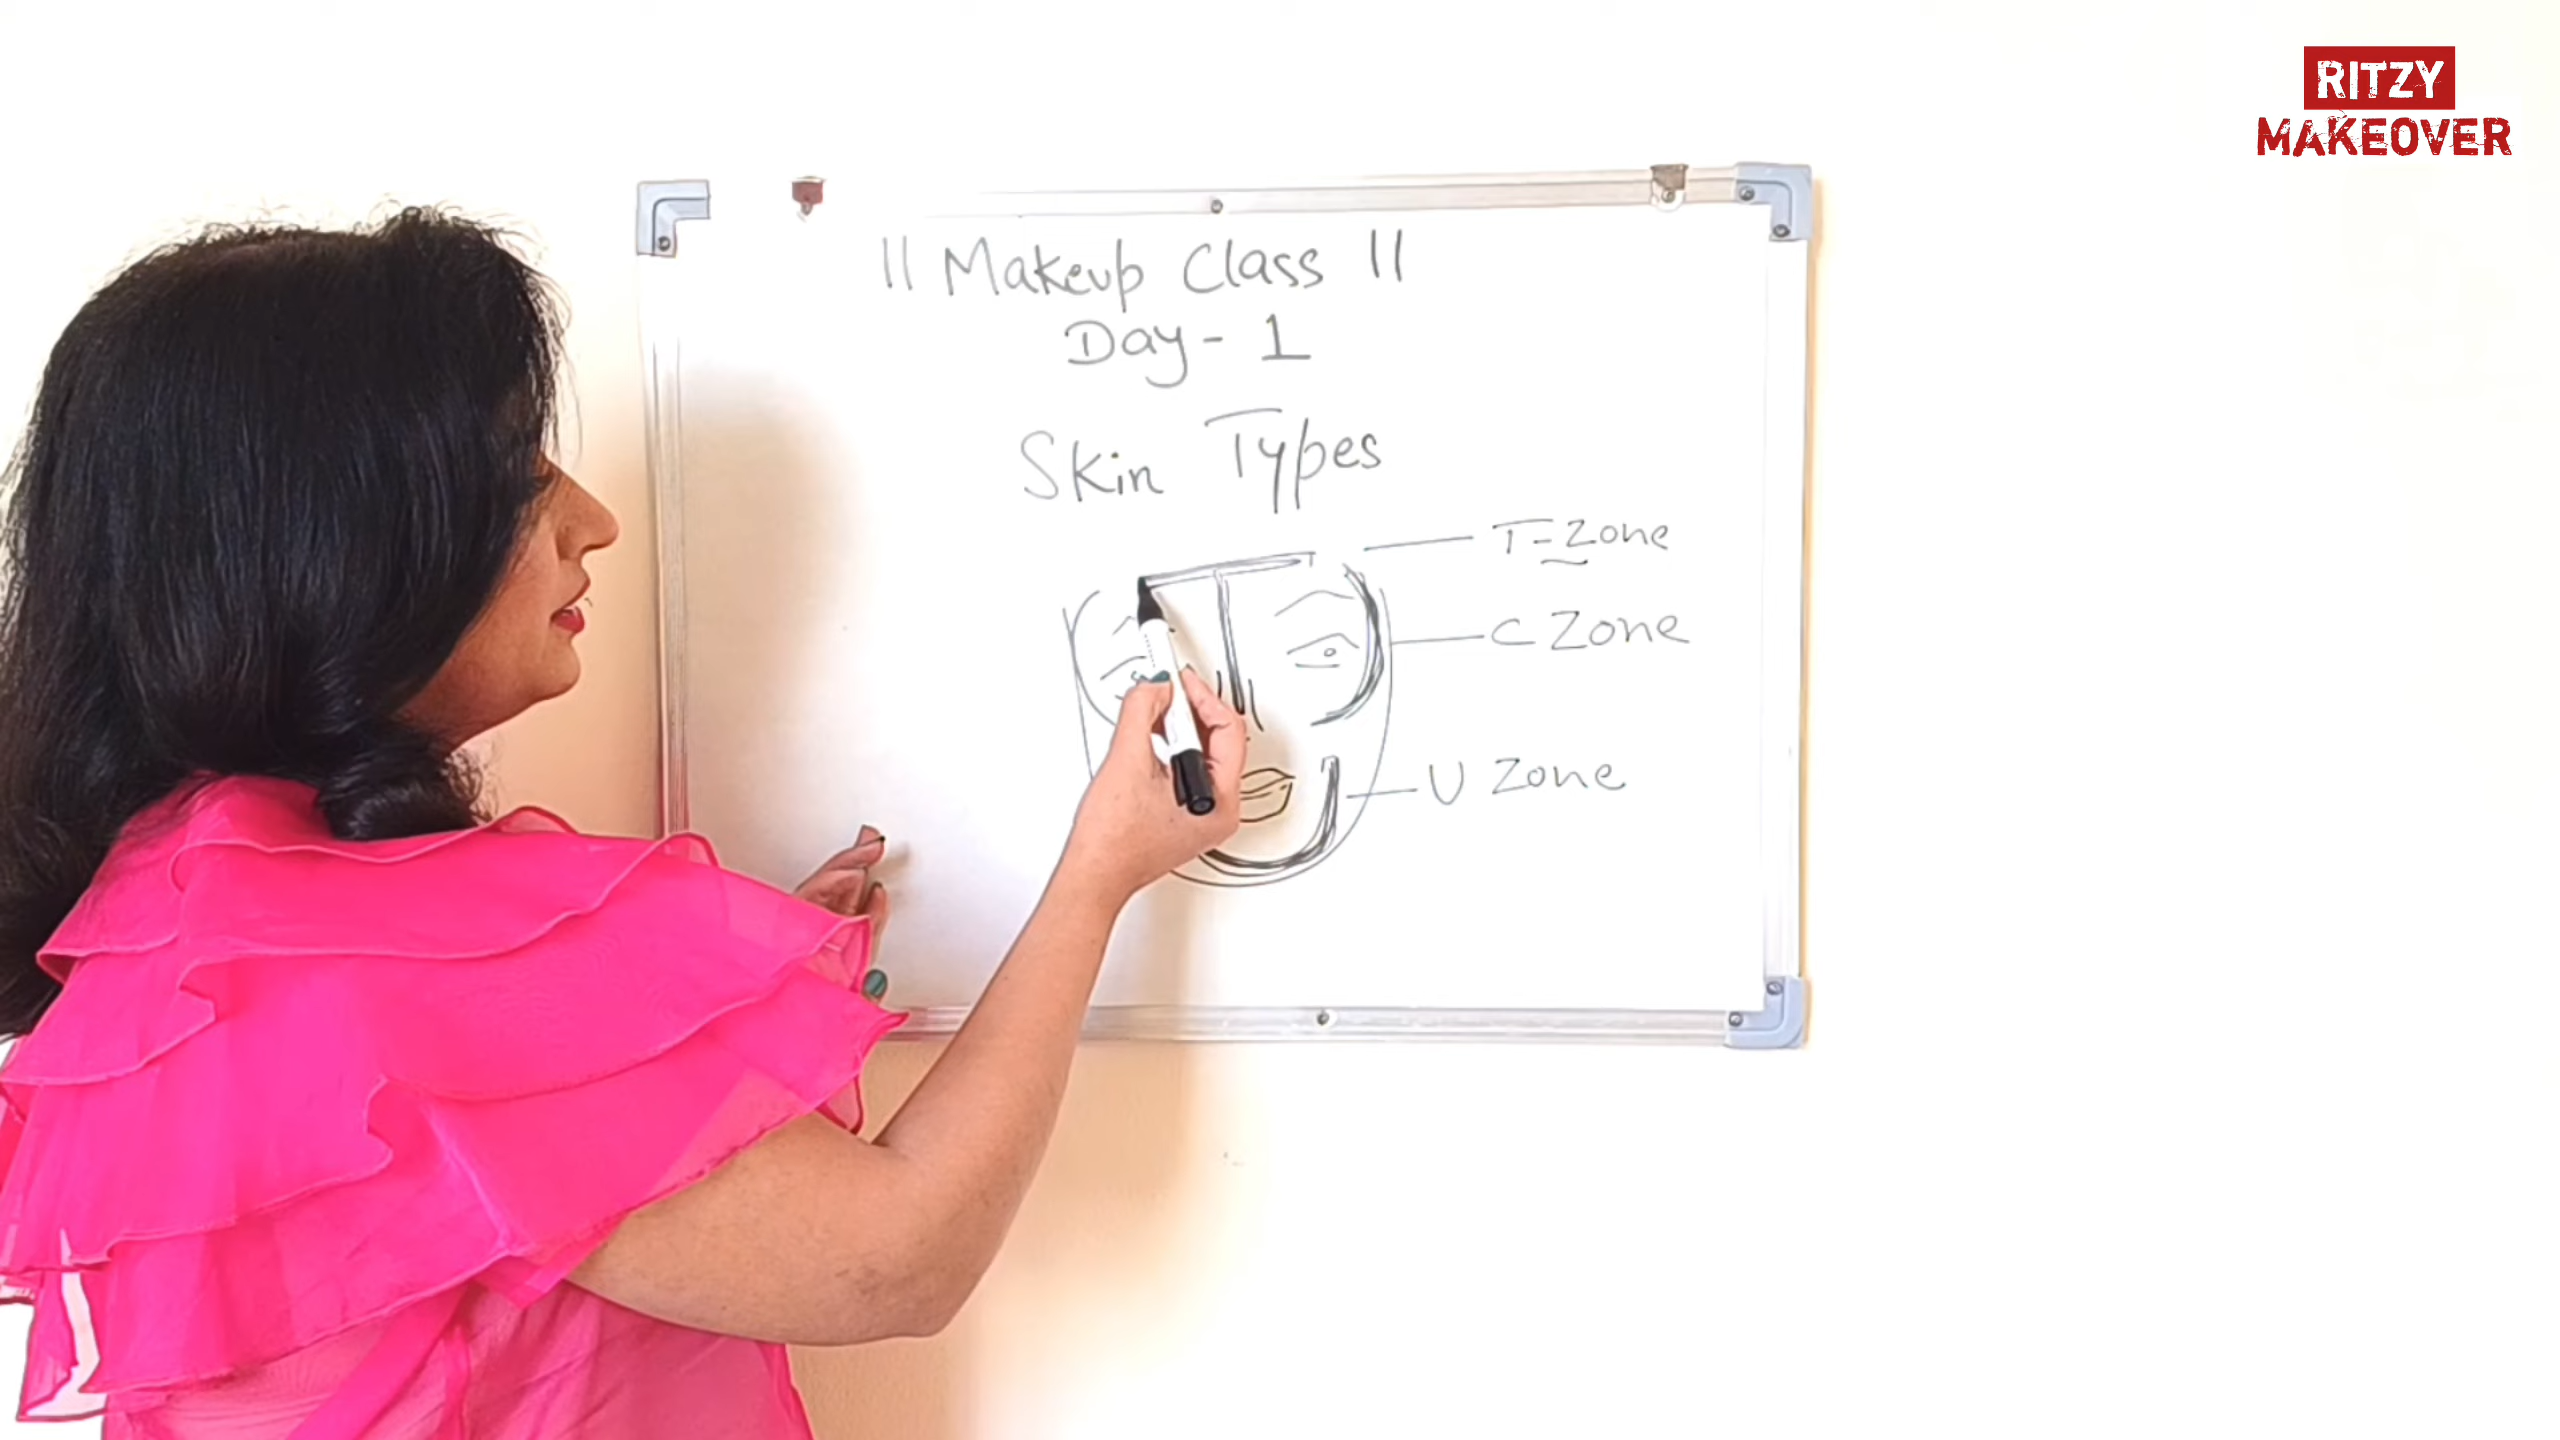 RITZY
MAKEOVER
|| Makeup Class ||
Day - 1
Skin Types
T-Zone
C Zone
U Zone